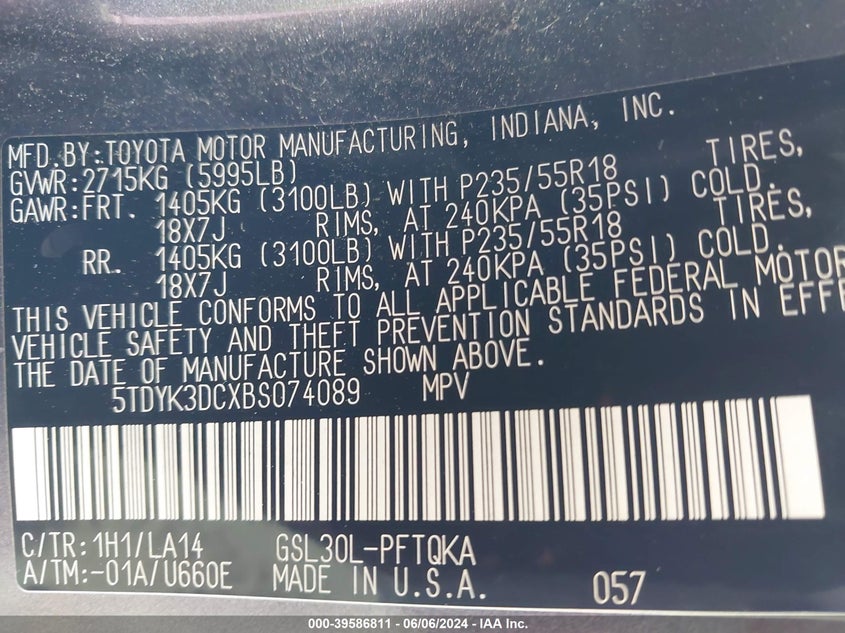 MFD.BY:TOYOTA MOTOR MANUFACTURING, INDIANA, INC.
GVWR:2715KG (5995LB)
GAWR:FRT. 1405KG (3100LB) WITH P235/55R18 TIRES,
18X7J RIMS, AT 240KPA (35PSI) COLD.
RR. 1405KG (3100LB) WITH P235/55R18 TIRES,
18X7J RIMS, AT 240KPA (35PSI) COLD.
THIS VEHICLE CONFORMS TO ALL APPLICABLE FEDERAL MOTOR
VEHICLE SAFETY AND THEFT PREVENTION STANDARDS IN EFFE
THE DATE OF MANUFACTURE SHOWN ABOVE.
5TDYK3DCXBS074089 MPV
C/TR:1H1/LA14 GSL30L-PFTQKA
A/TM:-01A/U660E MADE IN U.S.A. 057
000-39586811 - 06/06/2024 - IAA Inc.